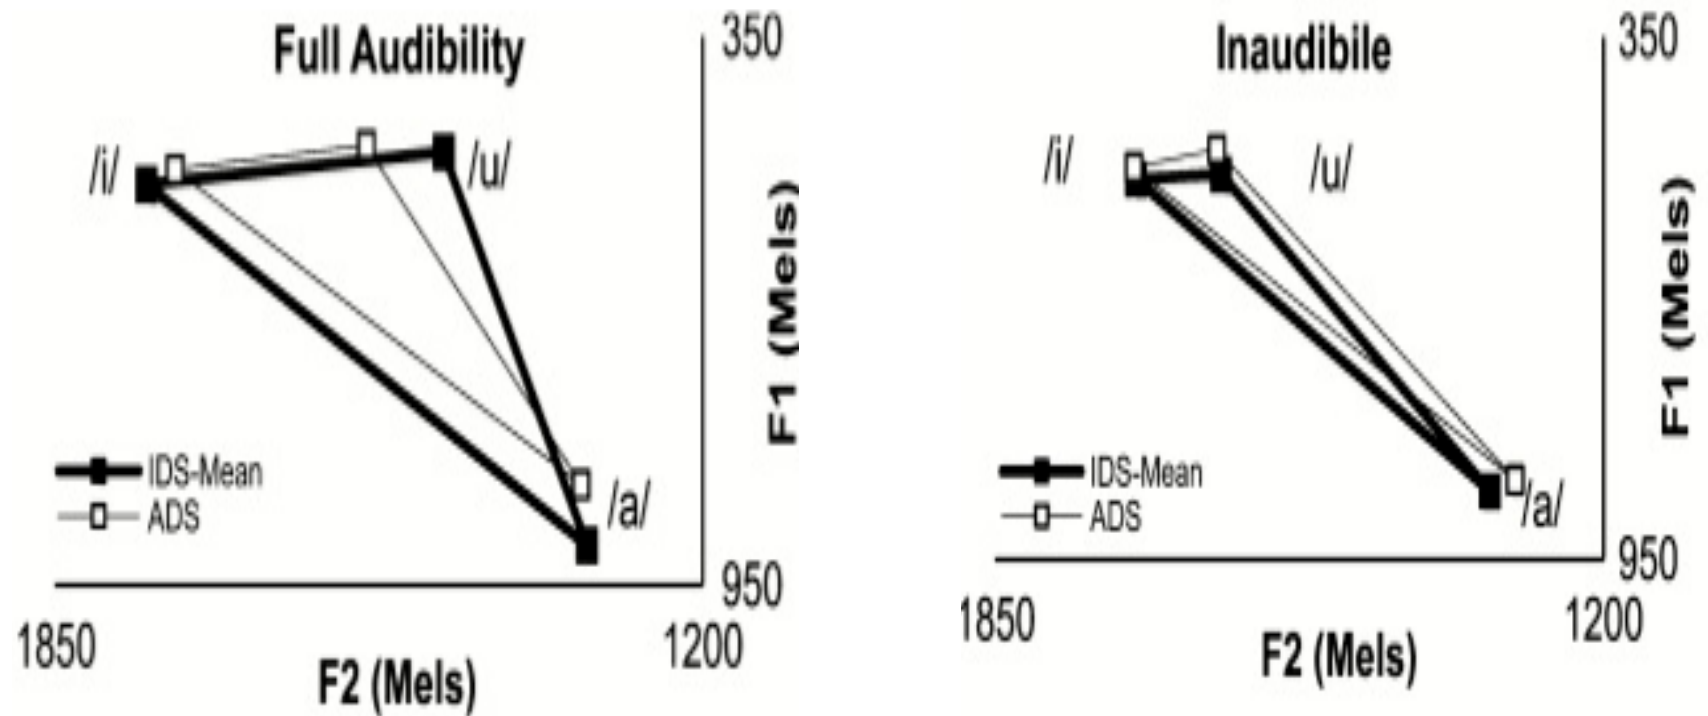 Full Audibility
350
/i/
/u/
F1 (Mels)
IDS-Mean
ADS
/a/
950
1850
1200
F2 (Mels)
Inaudibile
350
/i/
/u/
F1 (Mels)
IDS-Mean
ADS
/a/
950
1850
1200
F2 (Mels)